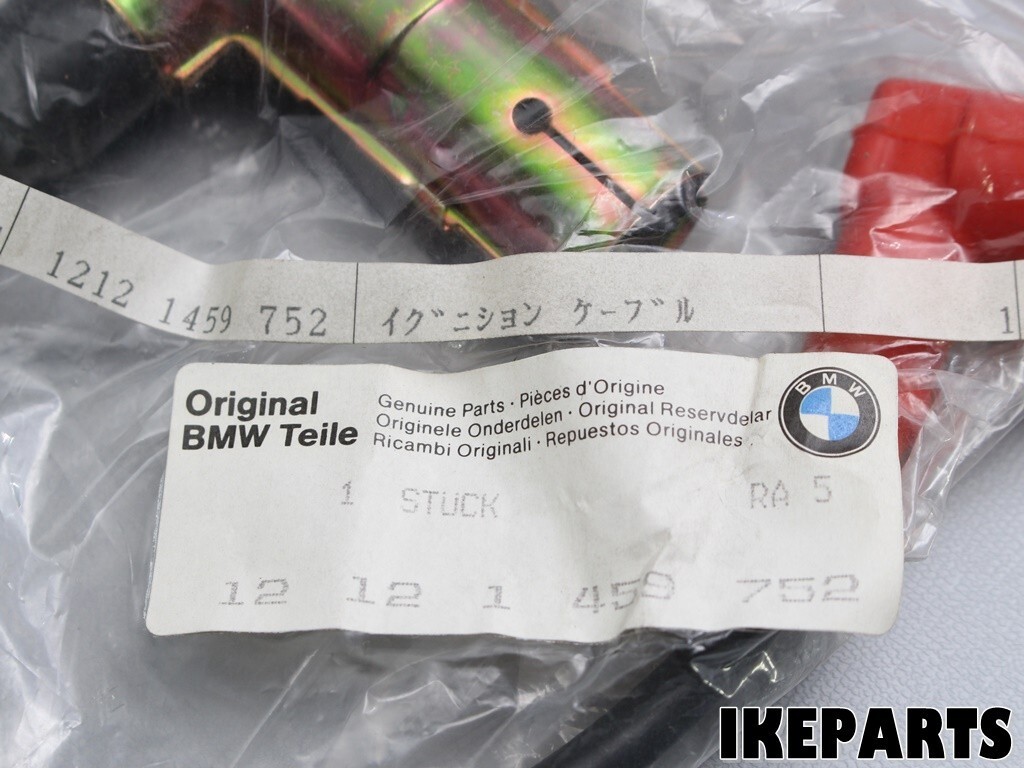 1212 1459 752 イグニション ケーブル 1
Original
BMW Teile
Genuine Parts · Pièces d'Origine
Originele Onderdelen · Original Reservdelar
Ricambi Originali · Repuestos Originales
BMW
1 STÜCK RA 5
12 12 1 459 752
IKEPARTS